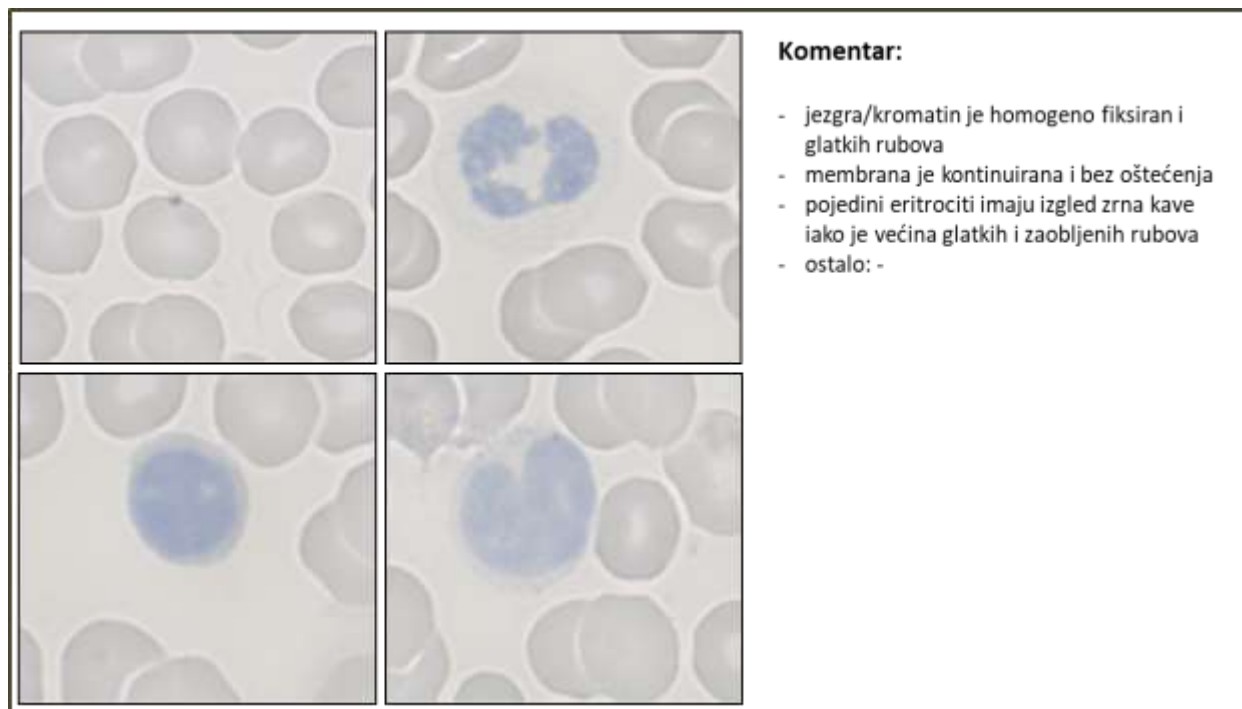 Komentar:
- jezgra/kromatin je homogeno fiksiran i
glatkih rubova
- membrana je kontinuirana i bez oštećenja
- pojedini eritrociti imaju izgled zrna kave
iako je većina glatkih i zaobljenih rubova
- ostalo: -